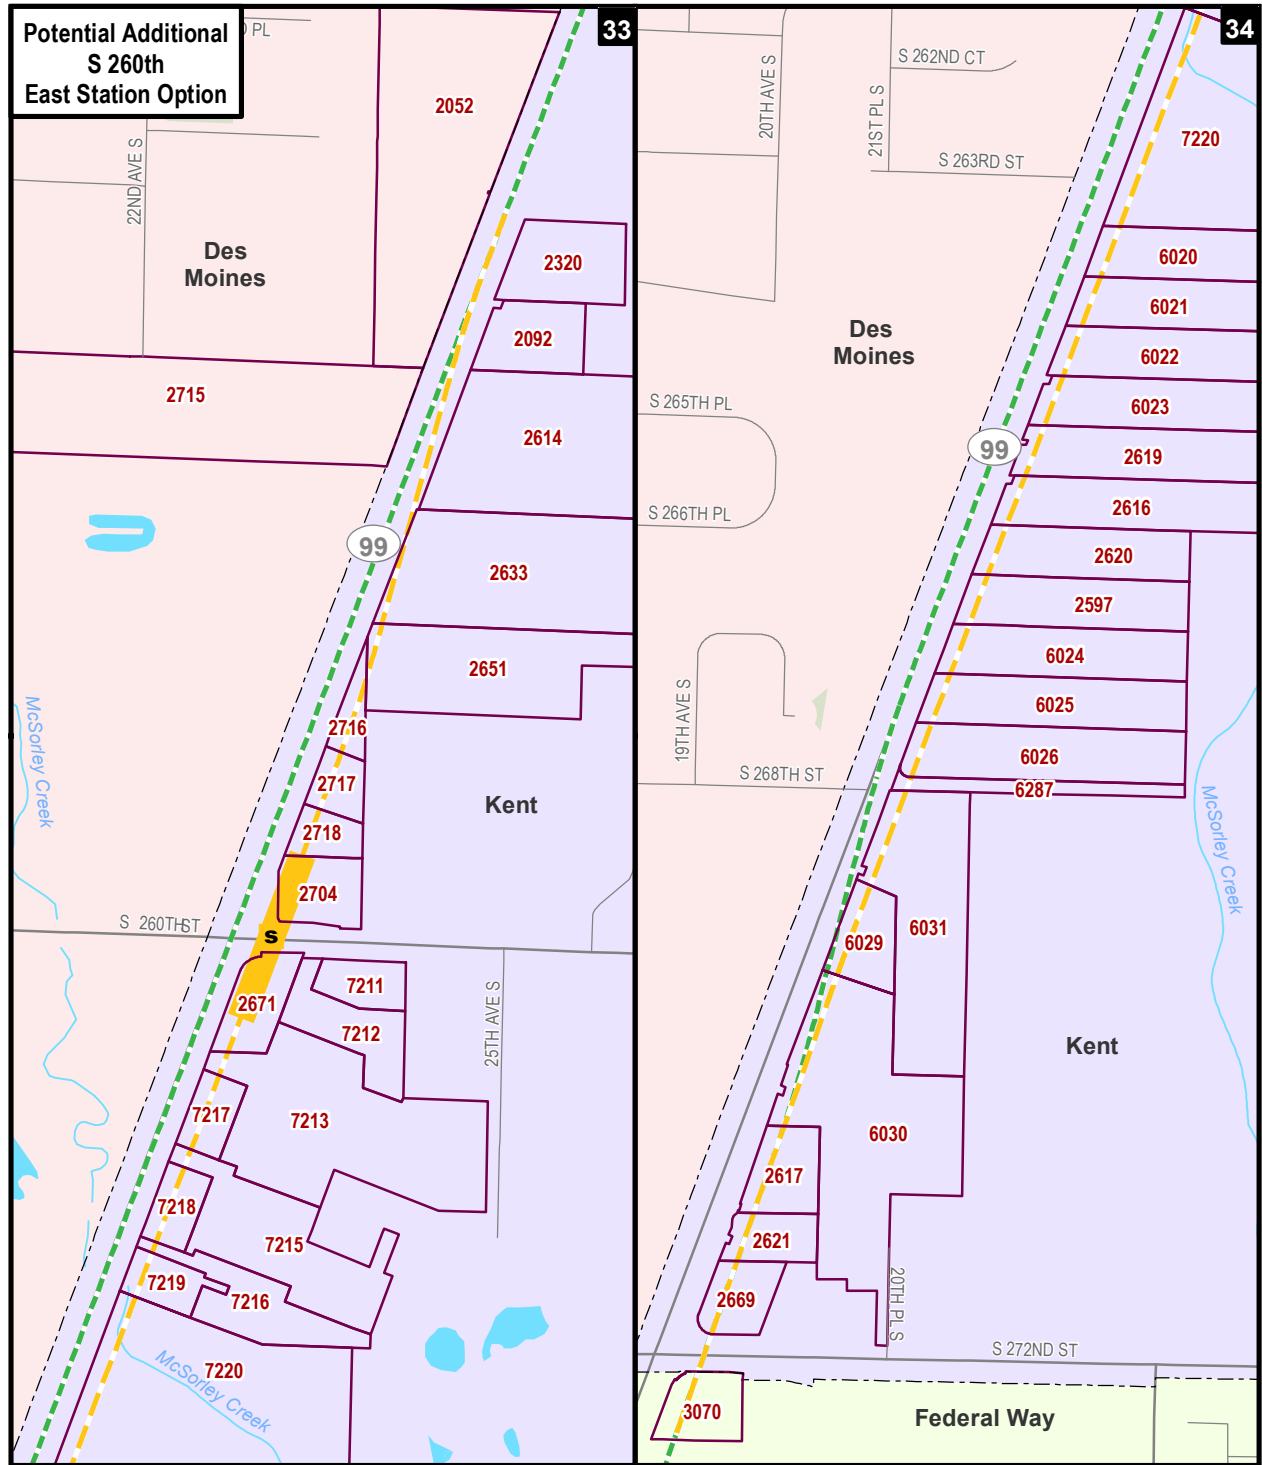 Potential Additional
S 260th
East Station Option
PL
33
2052
22ND AVE S
Des
Moines
2320
2092
2715
2614
99
2633
2651
McSorley Creek
2716
2717
Kent
2718
2704
S 260TH ST
s
2671
7211
7212
25TH AVE S
7217
7213
7218
7215
7219
7216
McSorley Creek
7220
34
20TH AVE S
21ST PL S
S 262ND CT
S 263RD ST
7220
6020
6021
Des
Moines
6022
6023
S 265TH PL
99
2619
S 266TH PL
2616
2620
2597
6024
19TH AVE S
6025
6026
S 268TH ST
6287
McSorley Creek
6031
6029
Kent
6030
2617
2621
2669
20TH PL S
S 272ND ST
3070
Federal Way